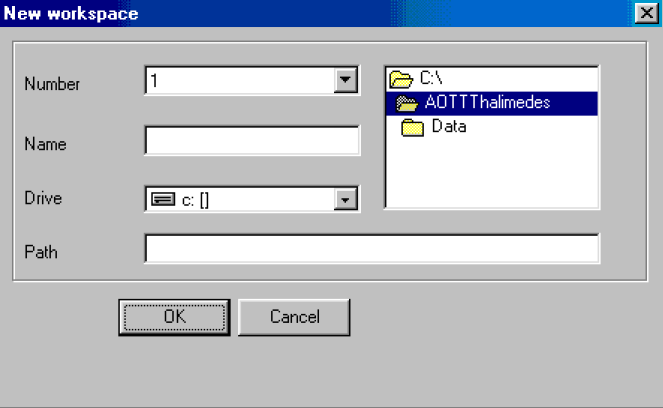 New workspace
Number 1
C:\
AOTTThalimedes
Data
Name
Drive c: []
Path
OK Cancel